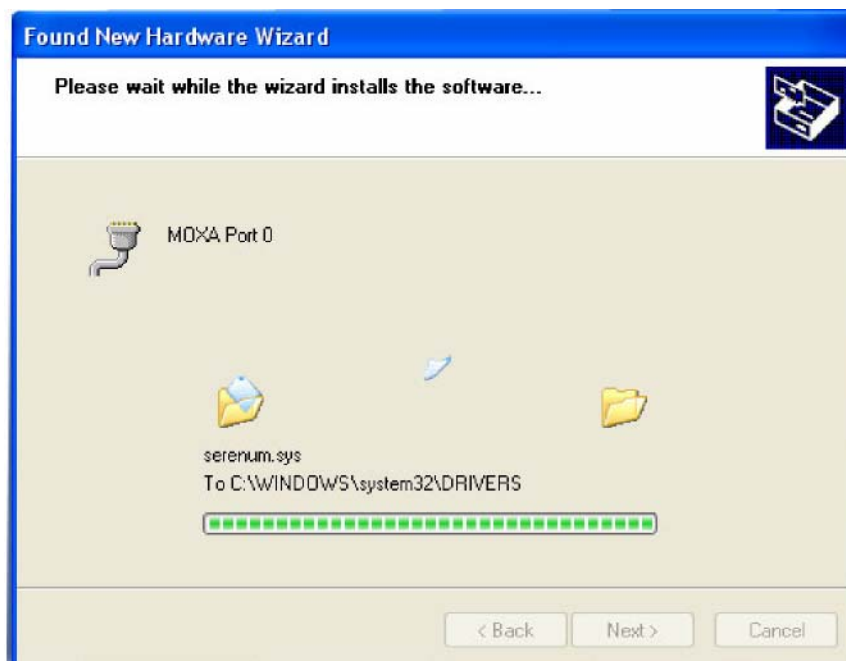 Found New Hardware Wizard
Please wait while the wizard installs the software...
MOXA Port 0
serenum.sys
To C:\WINDOWS\system32\DRIVERS
< Back
Next >
Cancel